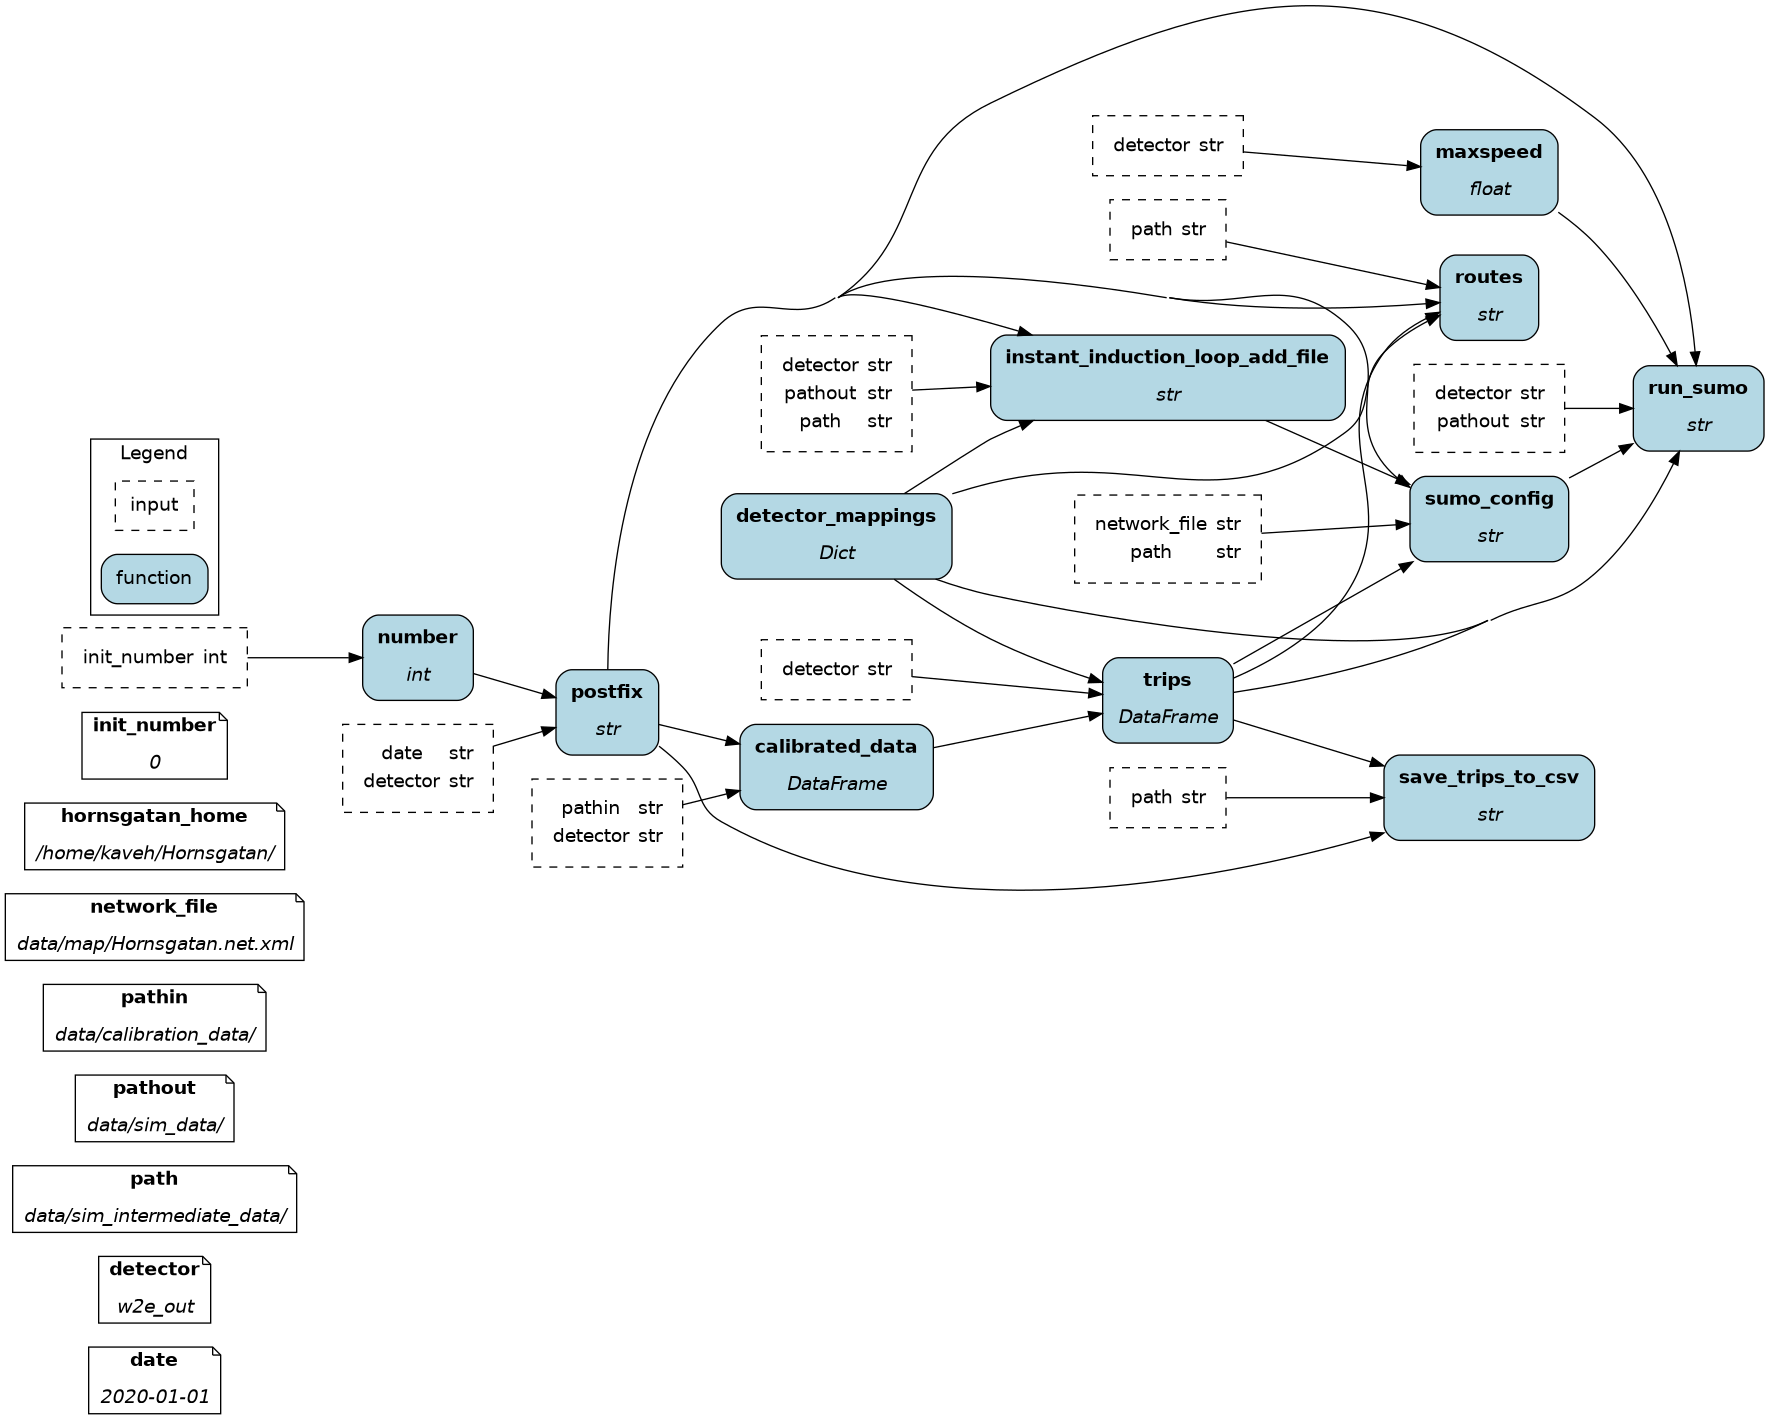 detector str
maxspeed
float
path str
routes
str
detector str
pathout str
path str
instant_induction_loop_add_file
str
detector str
pathout str
run_sumo
str
Legend
input
function
detector_mappings
Dict
network_file str
path str
sumo_config
str
init_number int
number
int
detector str
trips
DataFrame
postfix
str
date str
detector str
calibrated_data
DataFrame
pathin str
detector str
path str
save_trips_to_csv
str
init_number
0
hornsgatan_home
/home/kaveh/Hornsgatan/
network_file
data/map/Hornsgatan.net.xml
pathin
data/calibration_data/
pathout
data/sim_data/
path
data/sim_intermediate_data/
detector
w2e_out
date
2020-01-01